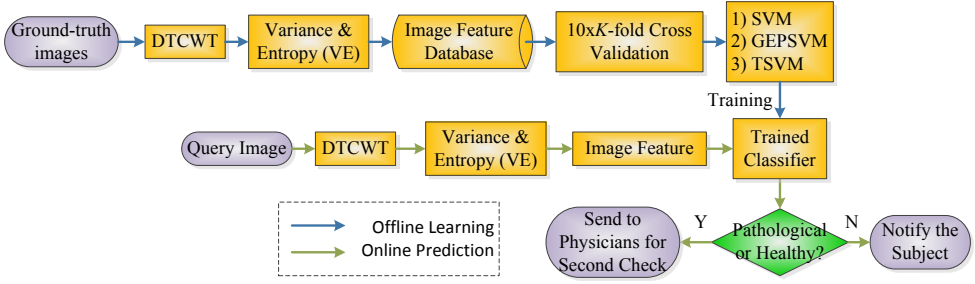 Ground-truth
images
DTCWT
Variance &
Entropy (VE)
Image Feature
Database
10xK-fold Cross
Validation
1) SVM
2) GEPSVM
3) TSVM
Training
Query Image
DTCWT
Variance &
Entropy (VE)
Image Feature
Trained
Classifier
Offline Learning
Online Prediction
Send to
Physicians for
Second Check
Y
Pathological
or Healthy?
N
Notify the
Subject